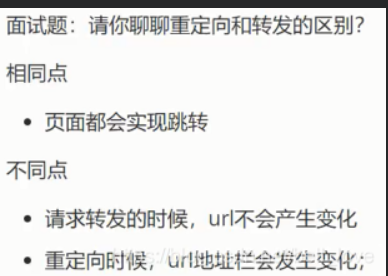 面试题：请你聊聊重定向和转发的区别？
相同点
• 页面都会实现跳转
不同点
• 请求转发的时候，url不会产生变化
• 重定向时候，url地址栏会发生变化；